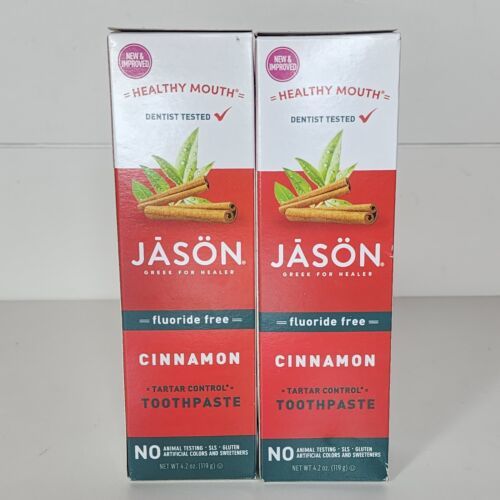 NEW &
IMPROVED
= HEALTHY MOUTH® =
DENTIST TESTED ✓
JĀSÖN®
GREEK FOR HEALER
fluoride free
CINNAMON
• TARTAR CONTROL⁺ •
TOOTHPASTE
NO ANIMAL TESTING • SLS • GLUTEN
ARTIFICIAL COLORS AND SWEETENERS
NET WT 4.2 oz. (119 g) Ⓤ
NEW &
IMPROVED
= HEALTHY MOUTH® =
DENTIST TESTED ✓
JĀSÖN®
GREEK FOR HEALER
fluoride free
CINNAMON
• TARTAR CONTROL⁺ •
TOOTHPASTE
NO ANIMAL TESTING • SLS • GLUTEN
ARTIFICIAL COLORS AND SWEETENERS
NET WT 4.2 oz. (119 g) Ⓤ